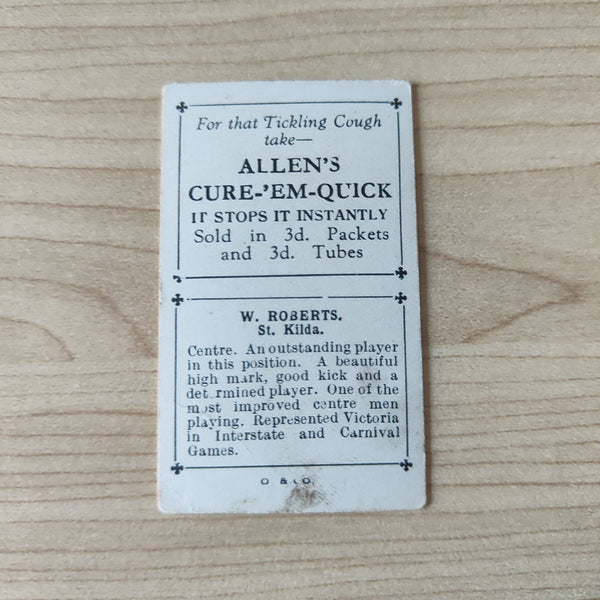 For that Tickling Cough
take—
ALLEN'S
CURE-'EM-QUICK
IT STOPS IT INSTANTLY
Sold in 3d. Packets
and 3d. Tubes
W. ROBERTS.
St. Kilda.
Centre. An outstanding player
in this position. A beautiful
high mark, good kick and a
determined player. One of the
most improved centre men
playing. Represented Victoria
in Interstate and Carnival
Games.
O & CO.